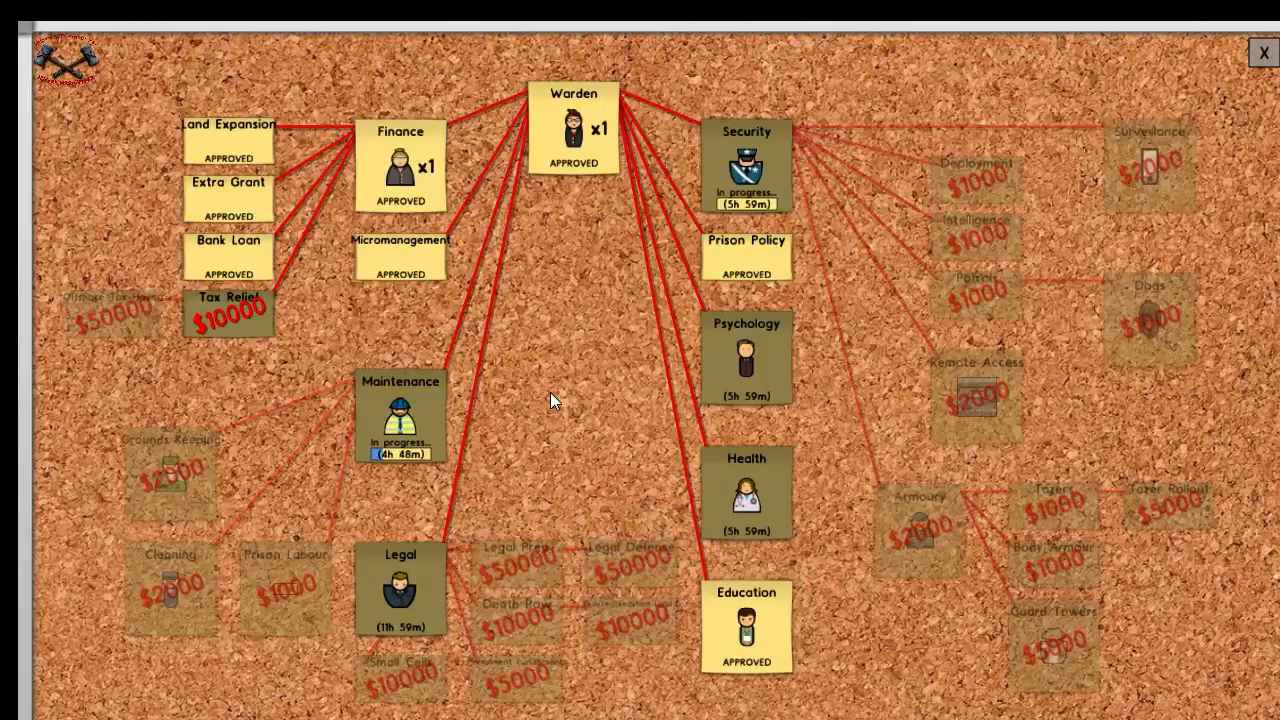 X
Warden
x1
APPROVED
Land Expansion
APPROVED
Extra Grant
APPROVED
Bank Loan
APPROVED
Offshore Tax Haven
$50000
Tax Relief
$10000
Finance
x1
APPROVED
Micromanagement
APPROVED
Maintenance
In progress...
(4h 48m)
Grounds Keeping
$2000
Cleaning
$2000
Prison Labour
$1000
Legal
(11h 59m)
Legal Prep
$50000
Legal Defense
$50000
Death Row
$10000
$10000
Small Cells
$10000
$5000
Security
In progress...
(5h 59m)
Prison Policy
APPROVED
Psychology
(5h 59m)
Health
(5h 59m)
Education
APPROVED
Surveillance
$2000
Deployment
$1000
Intelligence
$1000
Patrols
$1000
Dogs
$1000
Remote Access
$2000
Armoury
$2000
Tazers
$1000
Tazer Rollout
$5000
Body Armour
$1000
Guard Towers
$5000